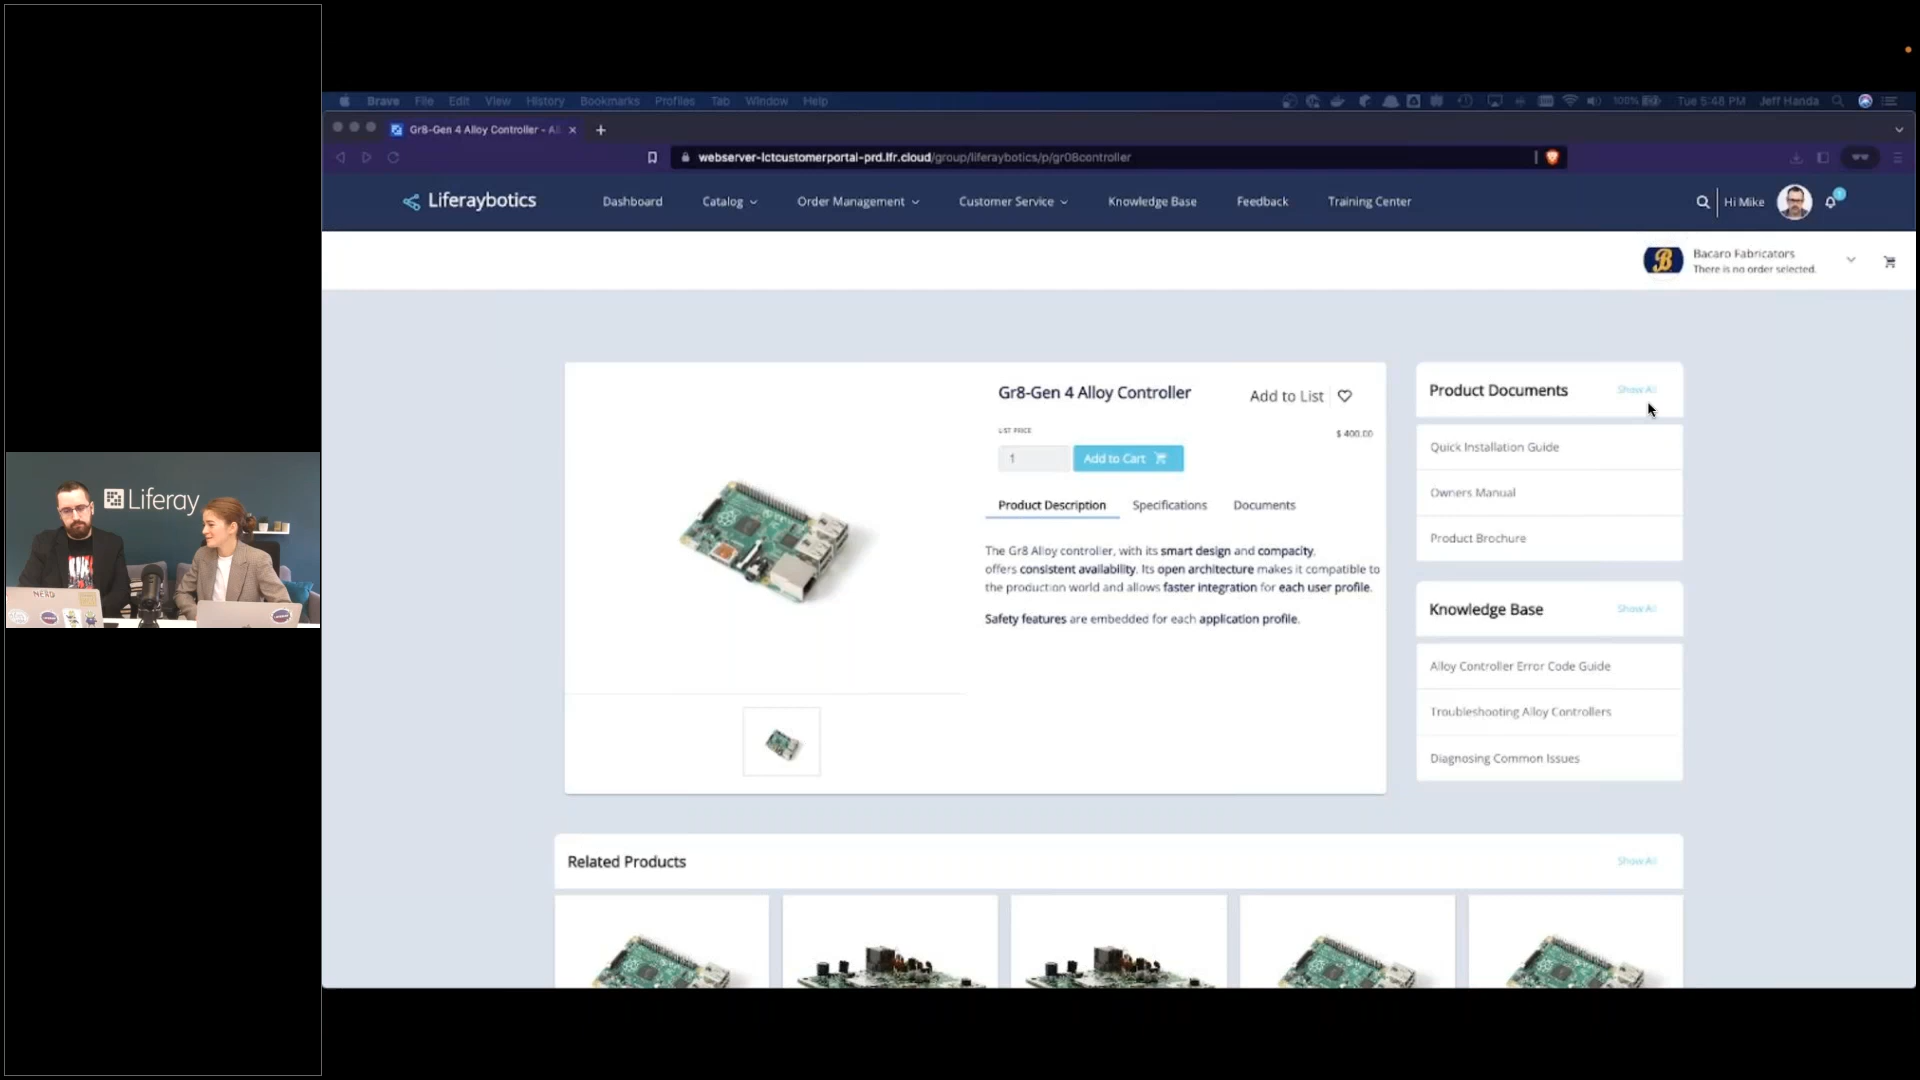 Brave File Edit View History Bookmarks Profiles Tab Window Help 100% Tue 5:48 PM Jeff Handa
Gr8-Gen 4 Alloy Controller - Al
webserver-lctcustomerportal-prd.lfr.cloud/group/liferaybotics/p/gr08controller
Liferaybotics Dashboard Catalog Order Management Customer Service Knowledge Base Feedback Training Center Hi Mike
Bacaro Fabricators
There is no order selected.
Gr8-Gen 4 Alloy Controller Add to List
LIST PRICE $ 400.00
1 Add to Cart
Product Description Specifications Documents
The Gr8 Alloy controller, with its smart design and compacity,
offers consistent availability. Its open architecture makes it compatible to
the production world and allows faster integration for each user profile.
Safety features are embedded for each application profile.
Product Documents Show All
Quick Installation Guide
Owners Manual
Product Brochure
Knowledge Base Show All
Alloy Controller Error Code Guide
Troubleshooting Alloy Controllers
Diagnosing Common Issues
Related Products Show All
Liferay
NERD